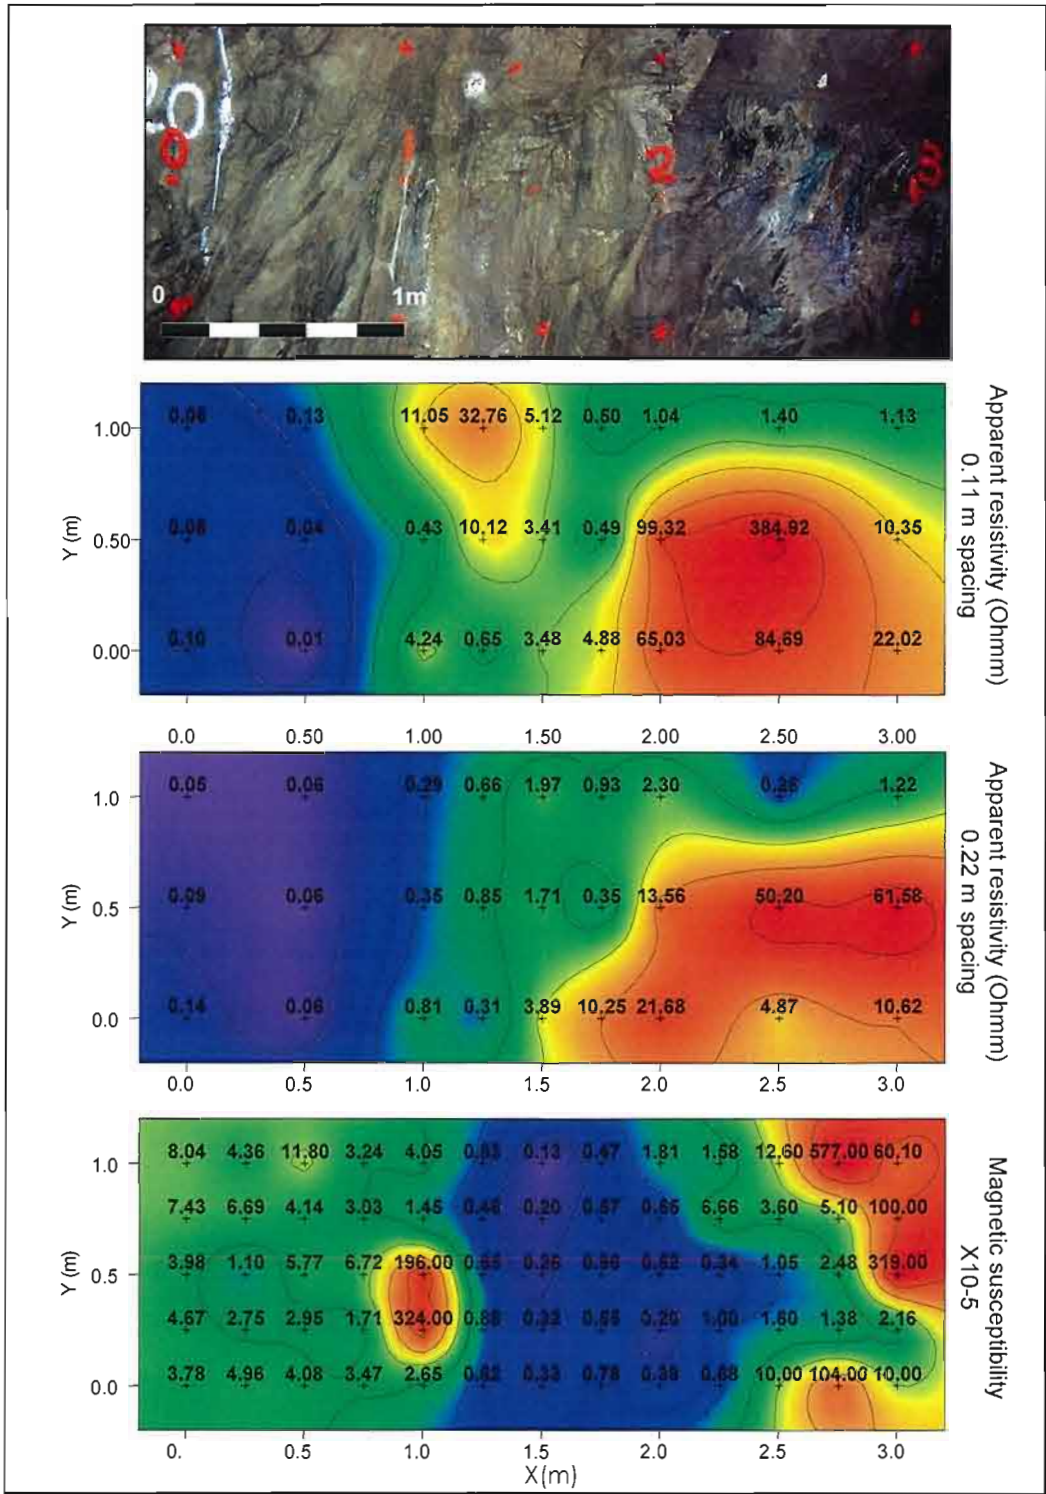 20
0
2
3
0
1m
Apparent resistivity (Ohmm)
0.11 m spacing
Y (m)
1.00
0.06 0.13 11.05 32.76 5.12 0.50 1.04 1.40 1.13
0.50
0.08 0.04 0.43 10.12 3.41 0.49 99.32 384.92 10.35
0.00
0.10 0.01 4.24 0.65 3.48 4.88 65.03 84.69 22.02
0.0 0.50 1.00 1.50 2.00 2.50 3.00
Apparent resistivity (Ohmm)
0.22 m spacing
Y (m)
1.0
0.05 0.06 0.29 0.66 1.97 0.93 2.30 0.26 1.22
0.5
0.09 0.06 0.35 0.85 1.71 0.35 13.56 50.20 61.58
0.0
0.14 0.06 0.81 0.31 3.89 10.25 21.68 4.87 10.62
0.0 0.5 1.0 1.5 2.0 2.5 3.0
Magnetic susceptibility
X10-5
Y (m)
1.0
8.04 4.36 11.80 3.24 4.05 0.13 0.47 1.81 1.58 12.60 577.00 60.10
7.43 6.69 4.14 3.03 1.45 0.20 6.66 3.60 5.10 100.00
0.5
3.98 1.10 5.77 6.72 196.00 0.26 0.34 1.05 2.48 319.00
4.67 2.75 2.95 1.71 324.00 0.20 1.00 1.60 1.38 2.16
0.0
3.78 4.96 4.08 3.47 2.65 0.33 0.78 0.38 0.68 10.00 104.00 10.00
0. 0.5 1.0 1.5 2.0 2.5 3.0
X(m)